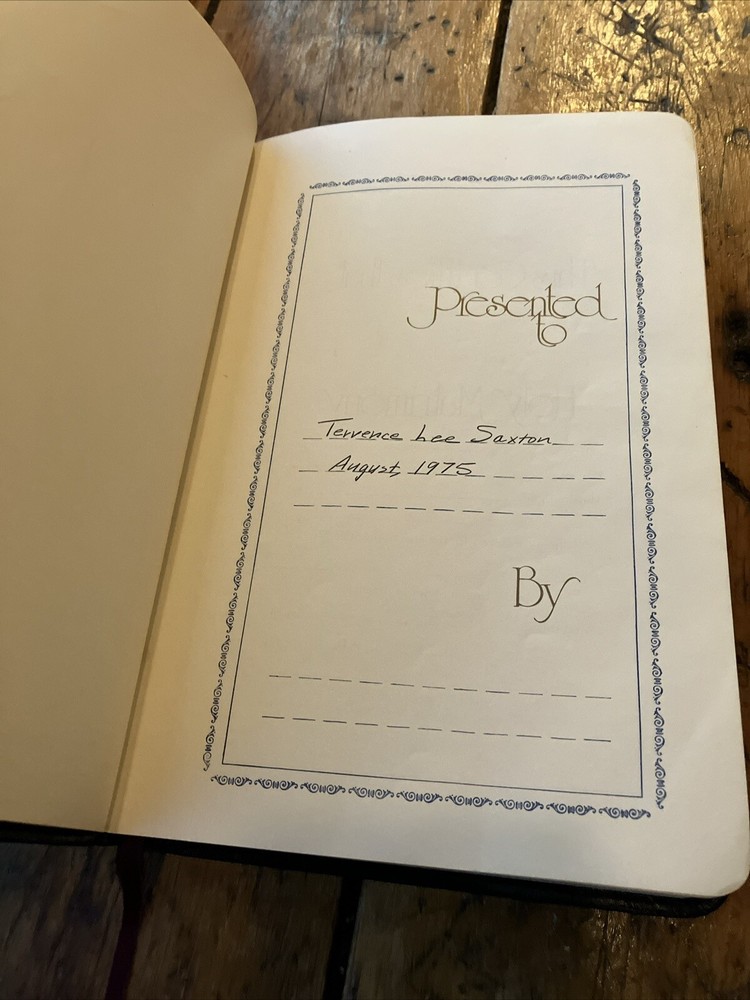 Presented
to
Terrence Lee Saxton
August, 1975
By